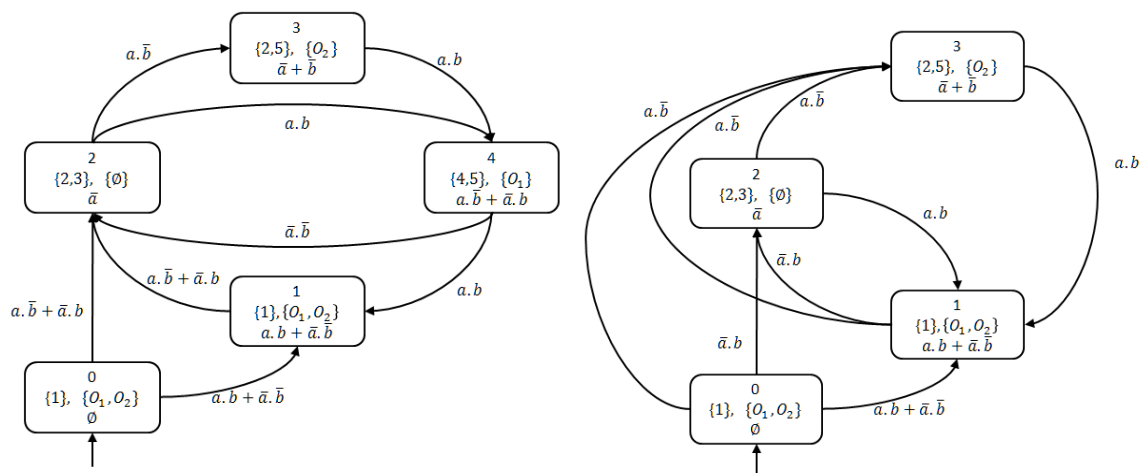 3
{2,5}, {O₂}
a̅ + b̅
a.b̅
a.b
a.b
2
{2,3}, {Ø}
a̅
4
{4,5}, {O₁}
a.b̅ + a̅.b
a̅.b̅
a.b̅ + a̅.b
a.b
1
{1},{O₁,O₂}
a.b + a̅.b̅
a.b̅ + a̅.b
0
{1}, {O₁,O₂}
Ø
a.b + a̅.b̅
3
{2,5}, {O₂}
a̅ + b̅
a.b̅
a.b̅
a.b̅
a.b
2
{2,3}, {Ø}
a̅
a.b
a̅.b
1
{1},{O₁,O₂}
a.b + a̅.b̅
a̅.b
0
{1}, {O₁,O₂}
Ø
a.b + a̅.b̅